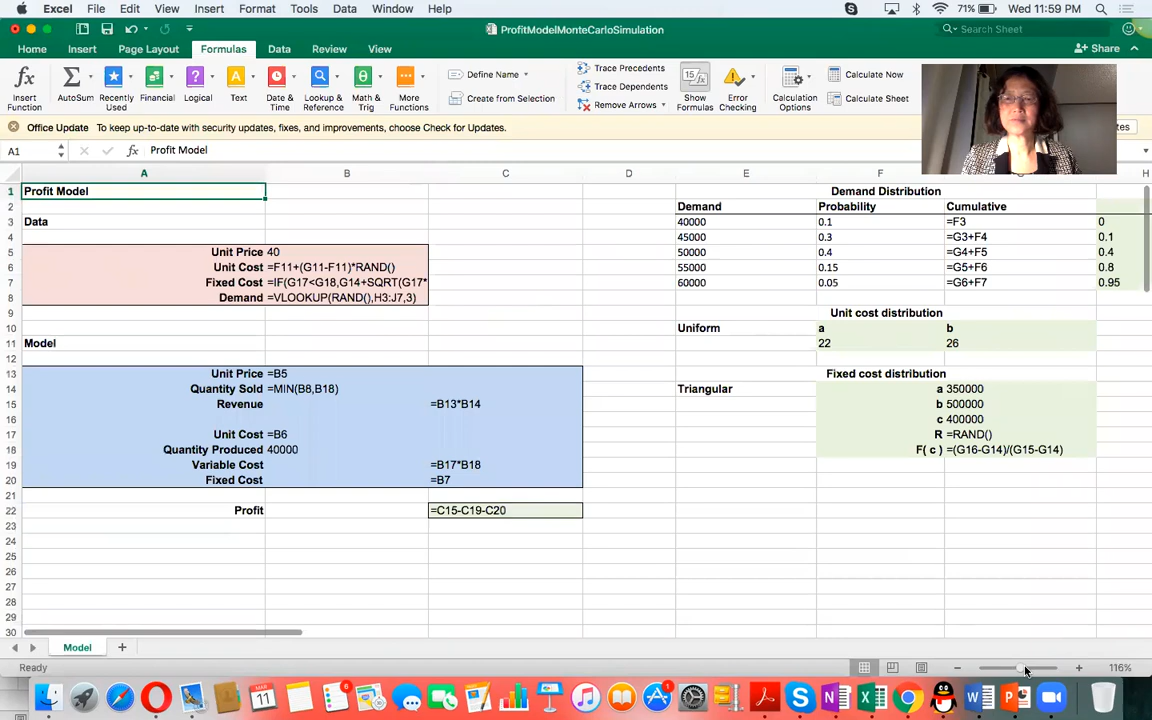 Excel File Edit View Insert Format Tools Data Window Help 71% Wed 11:59 PM
ProfitModelMonteCarloSimulation Search Sheet
Home Insert Page Layout Formulas Data Review View Share
Insert Function AutoSum Recently Used Financial Logical Text Date & Time Lookup & Reference Math & Trig More Functions Define Name Create from Selection Trace Precedents Trace Dependents Remove Arrows Show Formulas Error Checking Calculation Options Calculate Now Calculate Sheet
Office Update To keep up-to-date with security updates, fixes, and improvements, choose Check for Updates.
A1 fx Profit Model
A B C D E F H
1 Profit Model Demand Distribution
2 Demand Probability Cumulative
3 Data 40000 0.1 =F3 0
4 45000 0.3 =G3+F4 0.1
5 Unit Price 40 50000 0.4 =G4+F5 0.4
6 Unit Cost =F11+(G11-F11)*RAND() 55000 0.15 =G5+F6 0.8
7 Fixed Cost =IF(G17<G18,G14+SQRT(G17* 60000 0.05 =G6+F7 0.95
8 Demand =VLOOKUP(RAND(),H3:J7,3)
9 Unit cost distribution
10 Uniform a b
11 Model 22 26
12
13 Unit Price =B5 Fixed cost distribution
14 Quantity Sold =MIN(B8,B18) Triangular a 350000
15 Revenue =B13*B14 b 500000
16 c 400000
17 Unit Cost =B6 R =RAND()
18 Quantity Produced 40000 F( c ) =(G16-G14)/(G15-G14)
19 Variable Cost =B17*B18
20 Fixed Cost =B7
21
22 Profit =C15-C19-C20
23
24
25
26
27
28
29
30
Model
Ready 116%